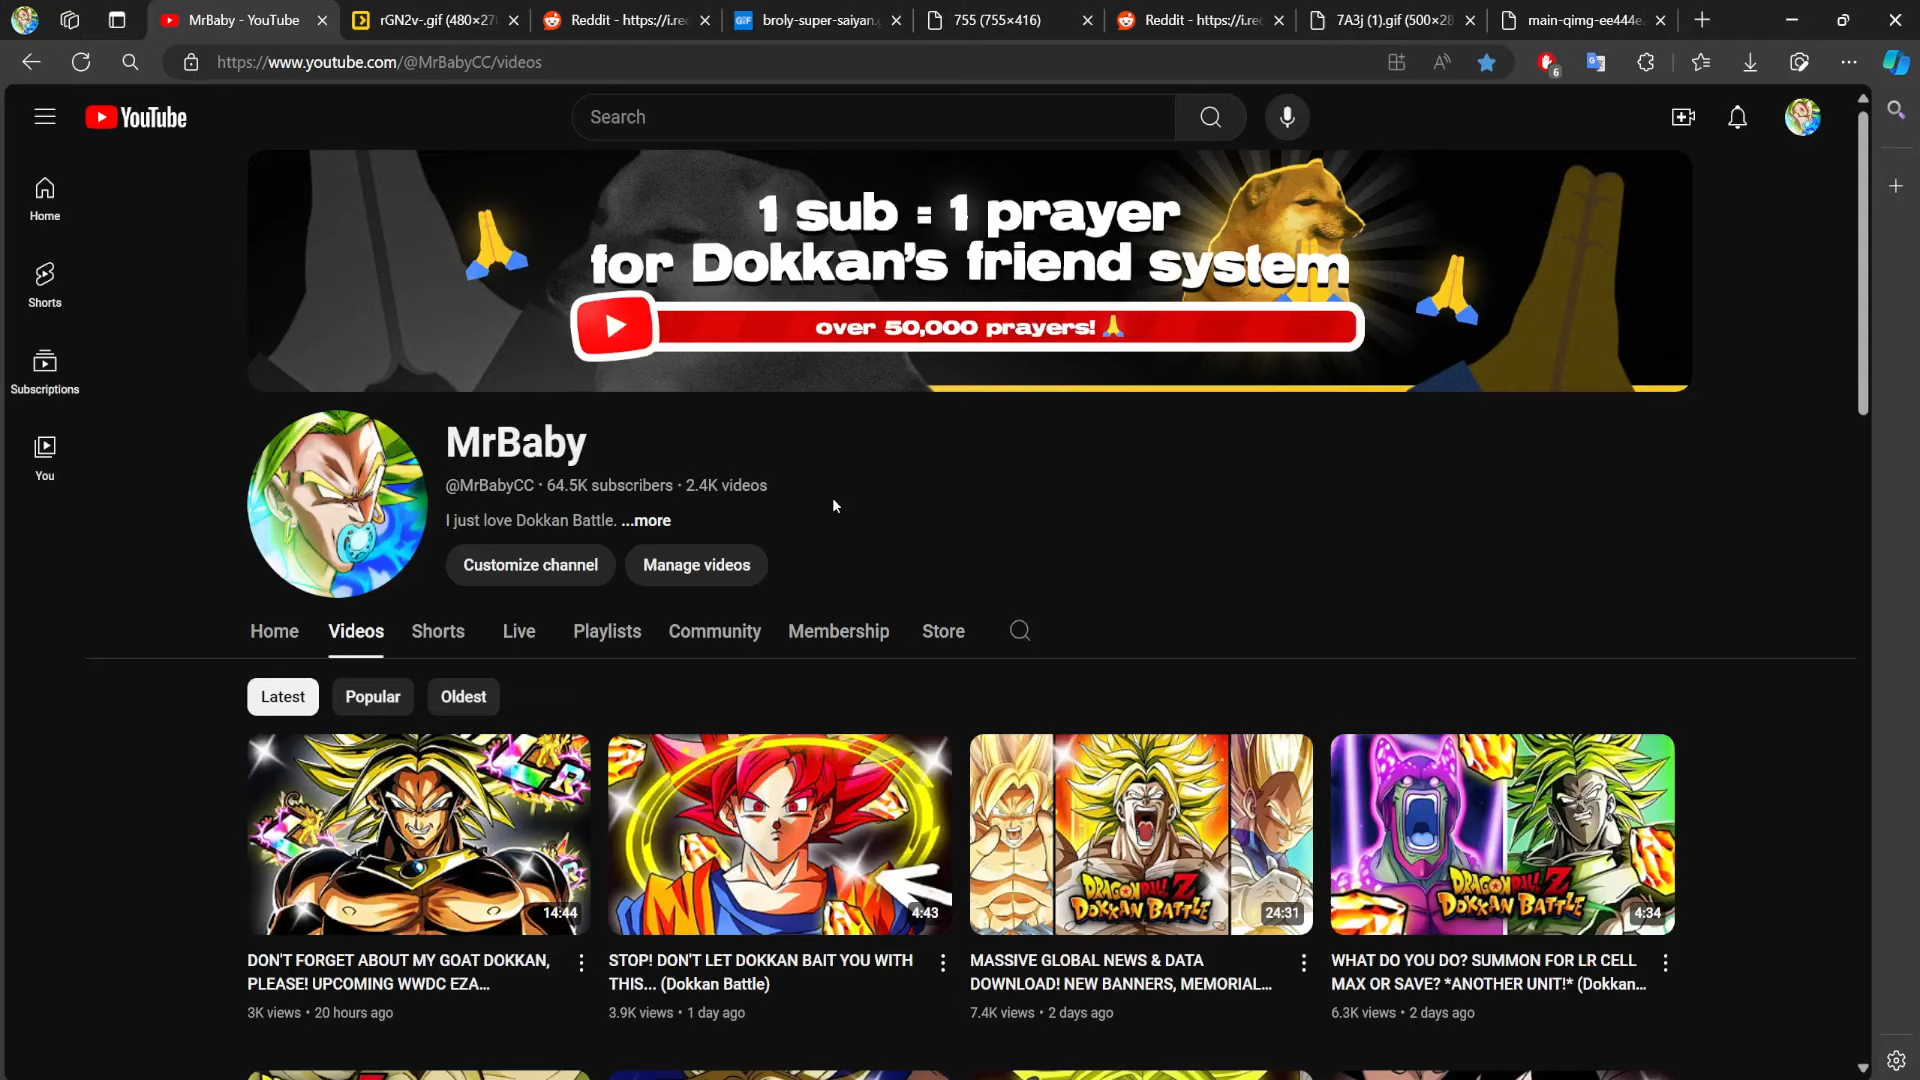 MrBaby - YouTube
rGN2v-.gif (480×27
Reddit - https://i.re
GIF
broly-super-saiyan.
755 (755×416)
Reddit - https://i.re
7A3j (1).gif (500×28
main-qimg-ee444e
https://www.youtube.com/@MrBabyCC/videos
6
YouTube
Search
Home
Shorts
Subscriptions
You
1 sub = 1 prayer
for Dokkan's friend system
over 50,000 prayers! 🙏
MrBaby
@MrBabyCC · 64.5K subscribers · 2.4K videos
I just love Dokkan Battle. ...more
Customize channel
Manage videos
Home
Videos
Shorts
Live
Playlists
Community
Membership
Store
Latest
Popular
Oldest
14:44
4:43
DRAGON BALL Z
DOKKAN BATTLE
24:31
DRAGON BALL Z
DOKKAN BATTLE
4:34
DON'T FORGET ABOUT MY GOAT DOKKAN,
PLEASE! UPCOMING WWDC EZA...
3K views · 20 hours ago
STOP! DON'T LET DOKKAN BAIT YOU WITH
THIS... (Dokkan Battle)
3.9K views · 1 day ago
MASSIVE GLOBAL NEWS & DATA
DOWNLOAD! NEW BANNERS, MEMORIAL...
7.4K views · 2 days ago
WHAT DO YOU DO? SUMMON FOR LR CELL
MAX OR SAVE? *ANOTHER UNIT!* (Dokkan...
6.3K views · 2 days ago